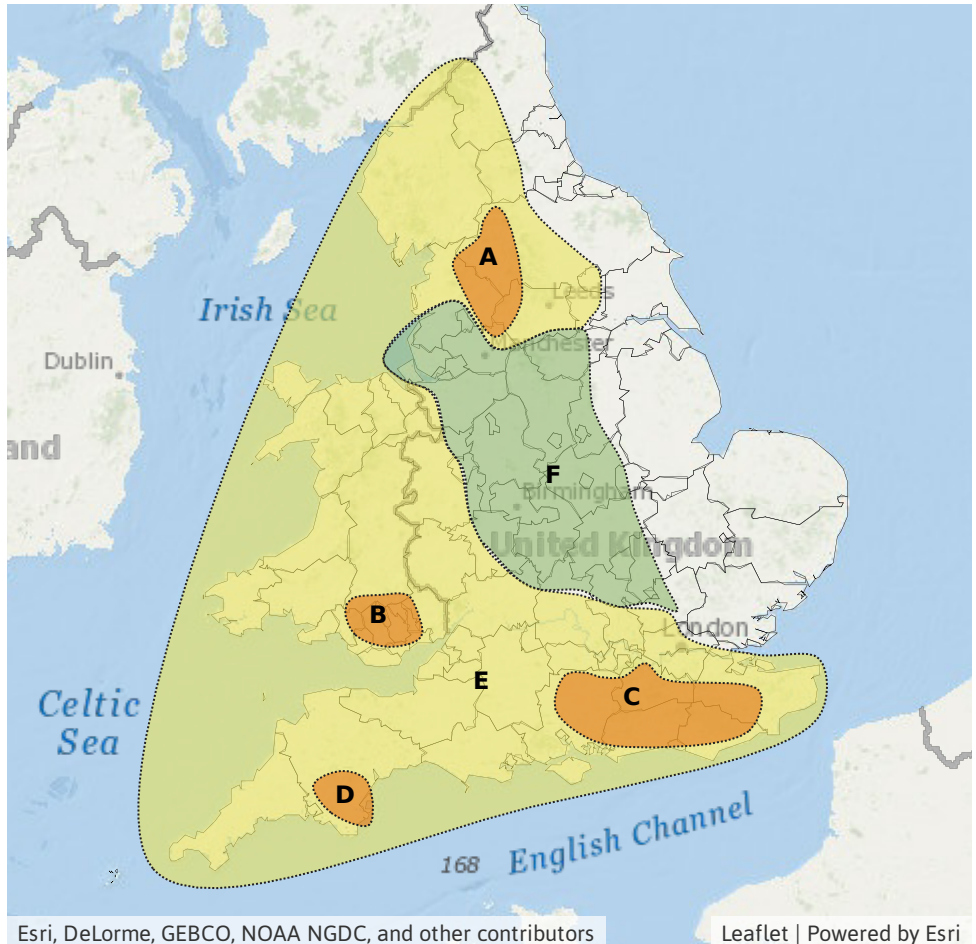 A
Leeds
Irish Sea
Manchester
Dublin
and
F
Birmingham
United Kingdom
B
London
E
C
Celtic
Sea
D
English Channel
168
Esri, DeLorme, GEBCO, NOAA NGDC, and other contributors
Leaflet | Powered by Esri